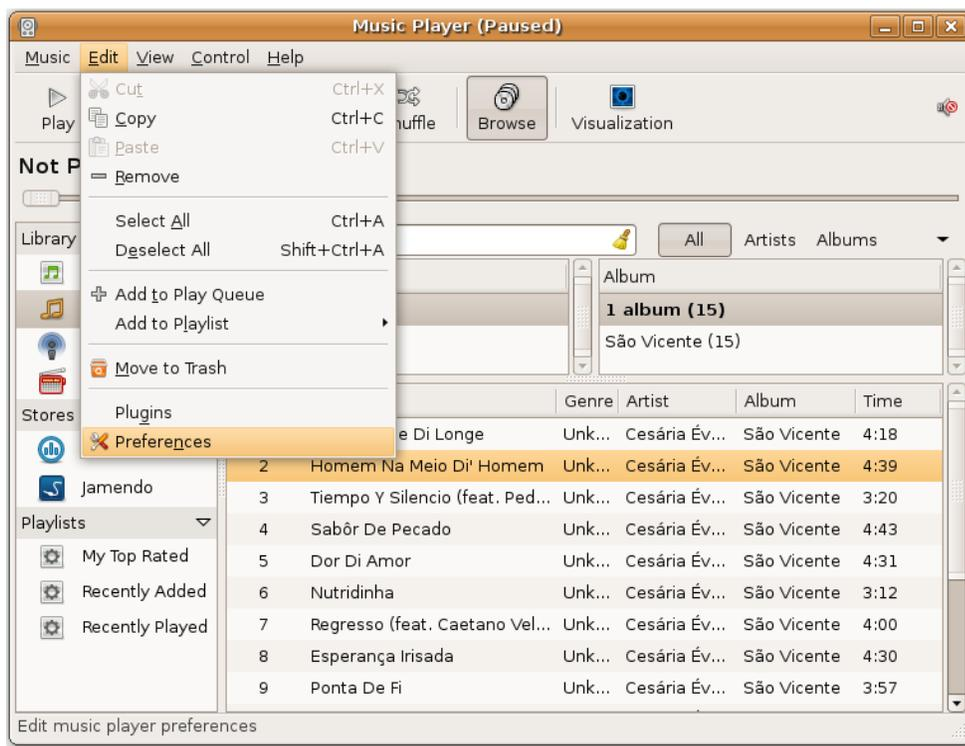 Music Player (Paused)
Music Edit View Control Help
Play
uffle
Browse
Visualization
Cut Ctrl+X
Copy Ctrl+C
Paste Ctrl+V
Remove
Select All Ctrl+A
Deselect All Shift+Ctrl+A
Add to Play Queue
Add to Playlist
Move to Trash
Plugins
Preferences
Not P
Library
All Artists Albums
Album
1 album (15)
São Vicente (15)
Stores
Jamendo
Playlists
My Top Rated
Recently Added
Recently Played
Genre Artist Album Time
e Di Longe Unk... Cesária Év... São Vicente 4:18
2 Homem Na Meio Di' Homem Unk... Cesária Év... São Vicente 4:39
3 Tiempo Y Silencio (feat. Ped... Unk... Cesária Év... São Vicente 3:20
4 Sabôr De Pecado Unk... Cesária Év... São Vicente 4:43
5 Dor Di Amor Unk... Cesária Év... São Vicente 4:31
6 Nutridinha Unk... Cesária Év... São Vicente 3:12
7 Regresso (feat. Caetano Vel... Unk... Cesária Év... São Vicente 4:00
8 Esperança Irisada Unk... Cesária Év... São Vicente 4:30
9 Ponta De Fi Unk... Cesária Év... São Vicente 3:57
Edit music player preferences